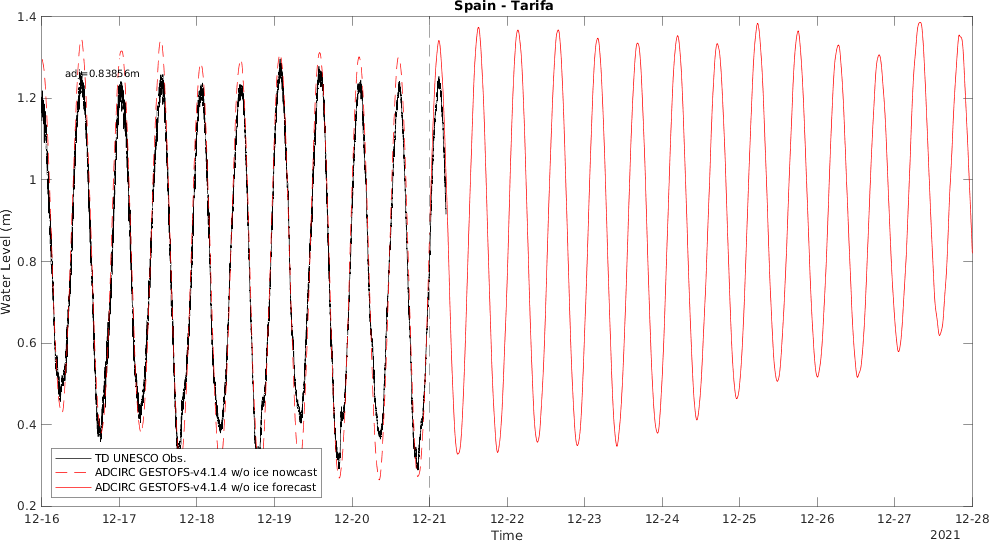 Spain - Tarifa
1.4
1.2
1
0.8
0.6
0.4
0.2
Water Level (m)
adj=0.83856m
TD UNESCO Obs.
ADCIRC GESTOFS-v4.1.4 w/o ice nowcast
ADCIRC GESTOFS-v4.1.4 w/o ice forecast
12-16 12-17 12-18 12-19 12-20 12-21 12-22 12-23 12-24 12-25 12-26 12-27 12-28
Time
2021